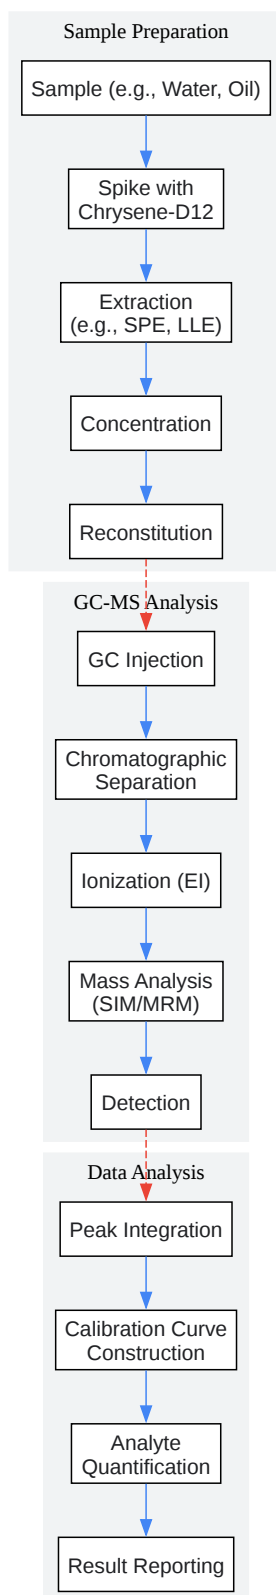 Sample Preparation
Sample (e.g., Water, Oil)
Spike with
Chrysene-D12
Extraction
(e.g., SPE, LLE)
Concentration
Reconstitution
GC-MS Analysis
GC Injection
Chromatographic
Separation
Ionization (EI)
Mass Analysis
(SIM/MRM)
Detection
Data Analysis
Peak Integration
Calibration Curve
Construction
Analyte
Quantification
Result Reporting